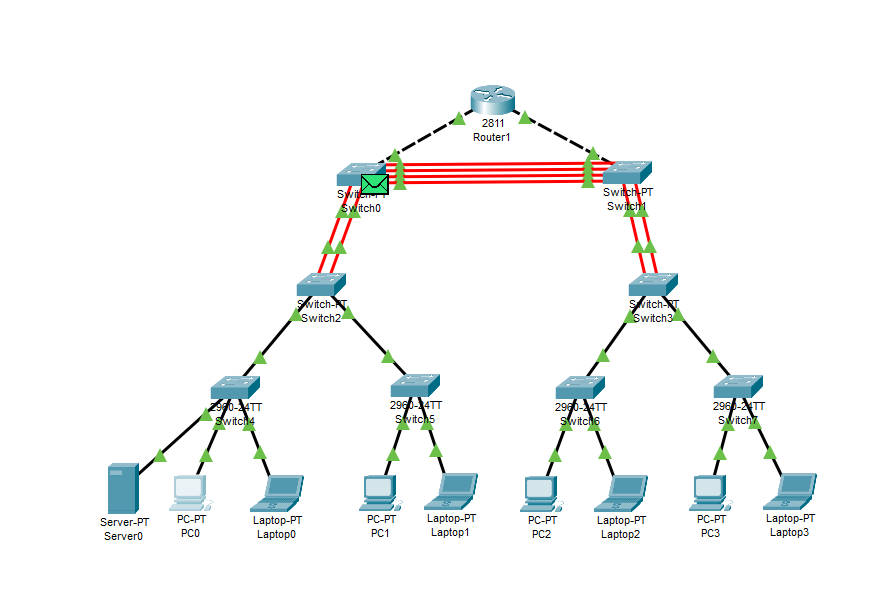 2811
Router1
Switch-PT
Switch0
Switch-PT
Switch1
Switch-PT
Switch2
Switch-PT
Switch3
2960-24TT
Switch4
2960-24TT
Switch5
2960-24TT
Switch6
2960-24TT
Switch7
Server-PT
Server0
PC-PT
PC0
Laptop-PT
Laptop0
PC-PT
PC1
Laptop-PT
Laptop1
PC-PT
PC2
Laptop-PT
Laptop2
PC-PT
PC3
Laptop-PT
Laptop3